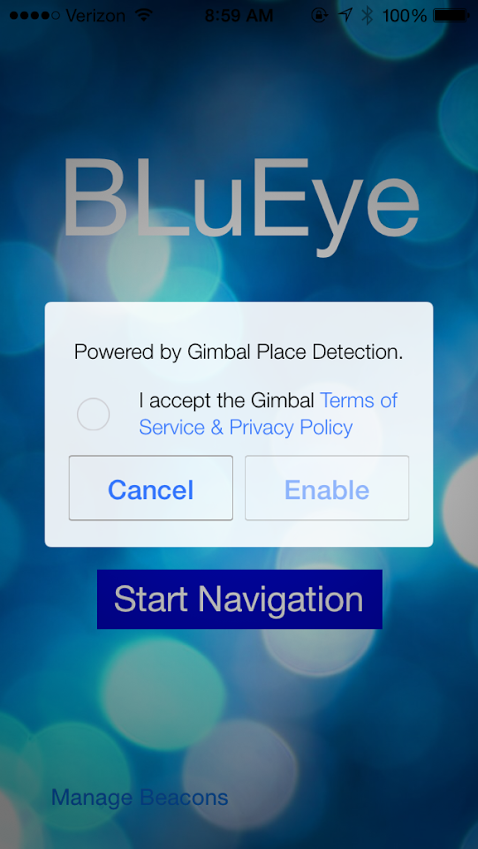 Verizon 8:59 AM 100%
BLuEye
Powered by Gimbal Place Detection.
I accept the Gimbal Terms of
Service & Privacy Policy
Cancel Enable
Start Navigation
Manage Beacons